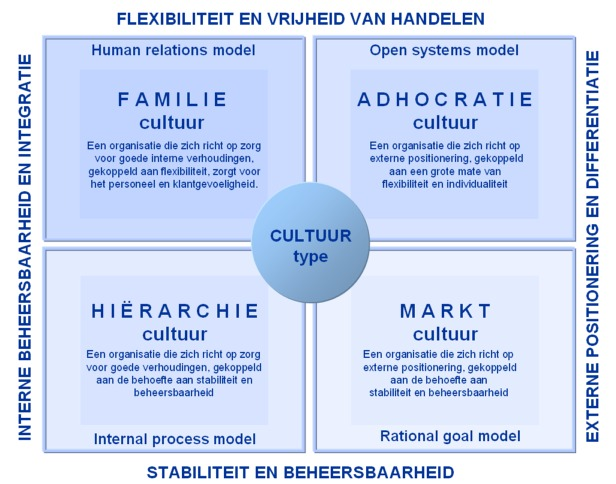 FLEXIBILITEIT EN VRIJHEID VAN HANDELEN
INTERNE BEHEERSBAARHEID EN INTEGRATIE
Human relations model
FAMILIE
cultuur
Een organisatie die zich richt op zorg
voor goede interne verhoudingen,
gekoppeld aan flexibiliteit, zorgt voor
het personeel en klantgevoeligheid.
Open systems model
ADHOCRATIE
cultuur
Een organisatie die zich richt op
externe positionering, gekoppeld
aan een grote mate van
flexibiliteit en individualiteit
CULTUUR
type
HIËRARCHIE
cultuur
Een organisatie die zich richt op zorg
voor goede verhoudingen, gekoppeld
aan de behoefte aan stabiliteit en
beheersbaarheid
Internal process model
MARKT
cultuur
Een organisatie die zich richt op
externe positionering, gekoppeld
aan de behoefte aan
stabiliteit en beheersbaarheid
Rational goal model
EXTERNE POSITIONERING EN DIFFERENTIATIE
STABILITEIT EN BEHEERSBAARHEID